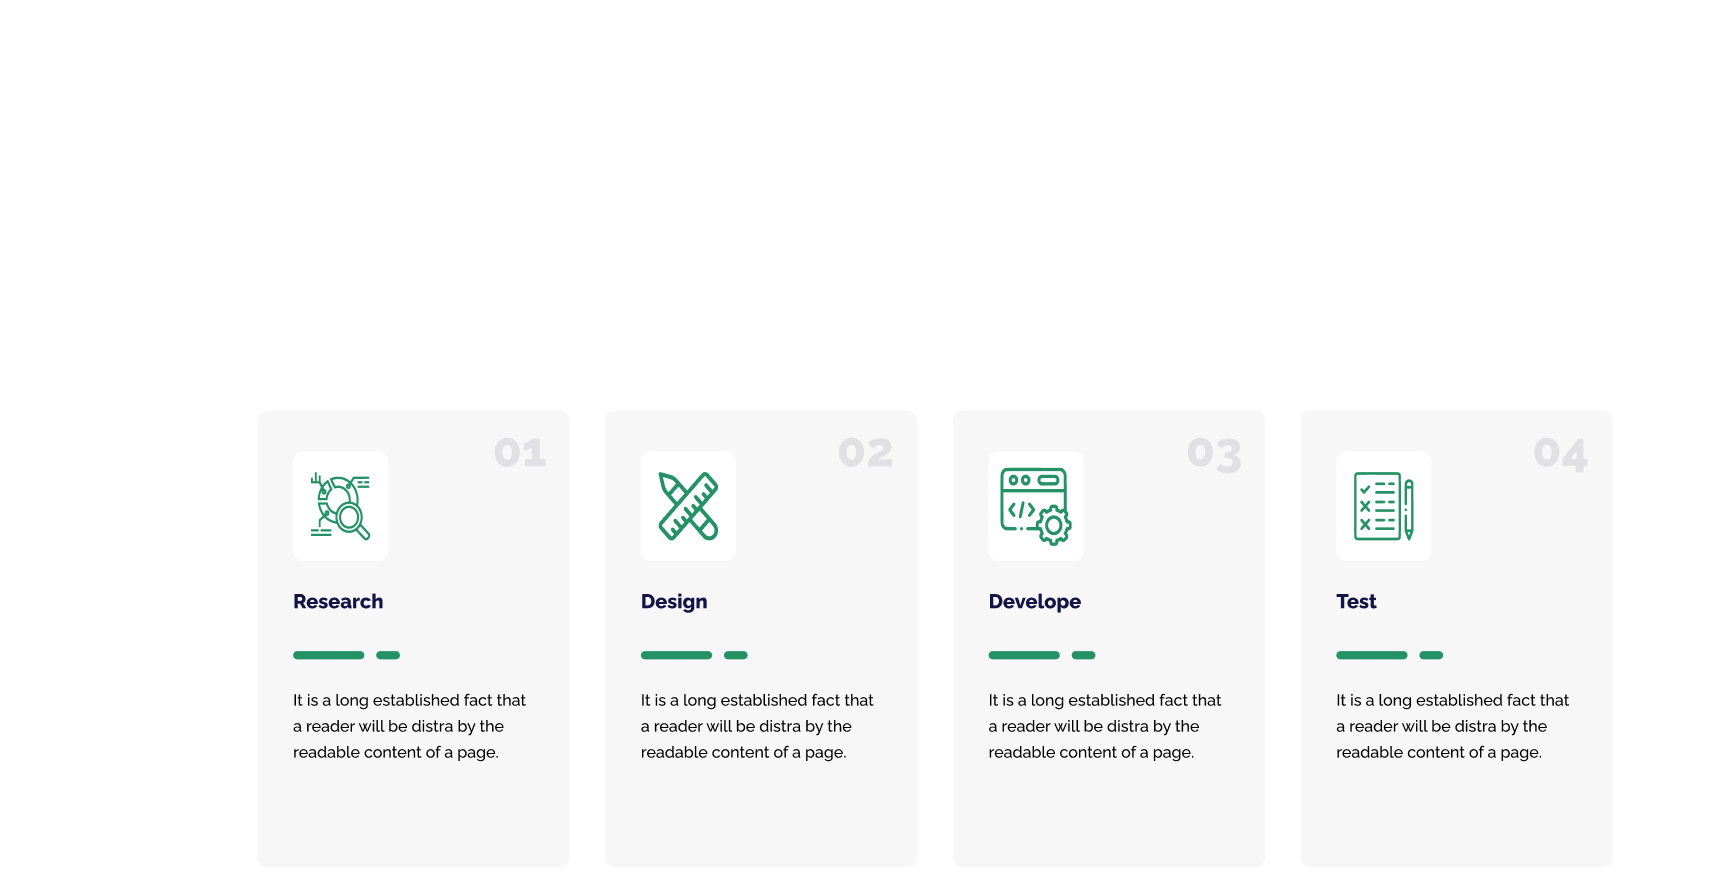 01
Research
It is a long established fact that
a reader will be distra by the
readable content of a page.
02
Design
It is a long established fact that
a reader will be distra by the
readable content of a page.
03
Develope
It is a long established fact that
a reader will be distra by the
readable content of a page.
04
Test
It is a long established fact that
a reader will be distra by the
readable content of a page.